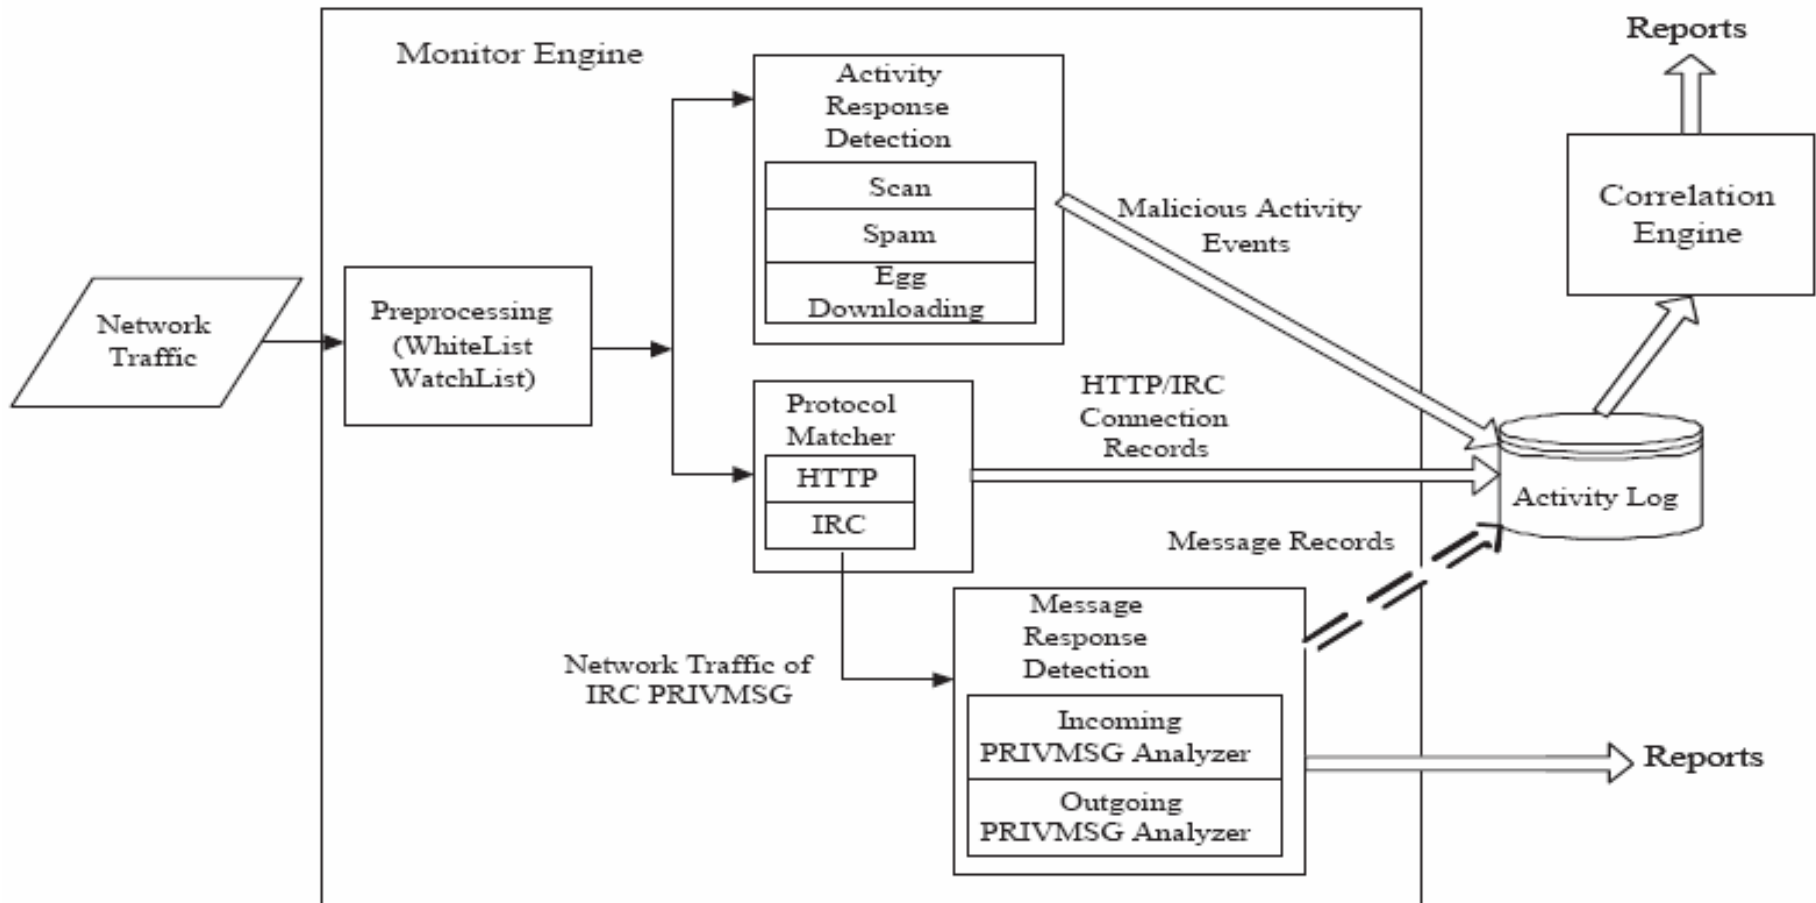 Monitor Engine
Reports
Activity
Response
Detection
Scan
Spam
Egg
Downloading
Malicious Activity
Events
Correlation
Engine
Network
Traffic
Preprocessing
(WhiteList
WatchList)
Protocol
Matcher
HTTP
IRC
HTTP/IRC
Connection
Records
Activity Log
Message Records
Network Traffic of
IRC PRIVMSG
Message
Response
Detection
Incoming
PRIVMSG Analyzer
Outgoing
PRIVMSG Analyzer
Reports